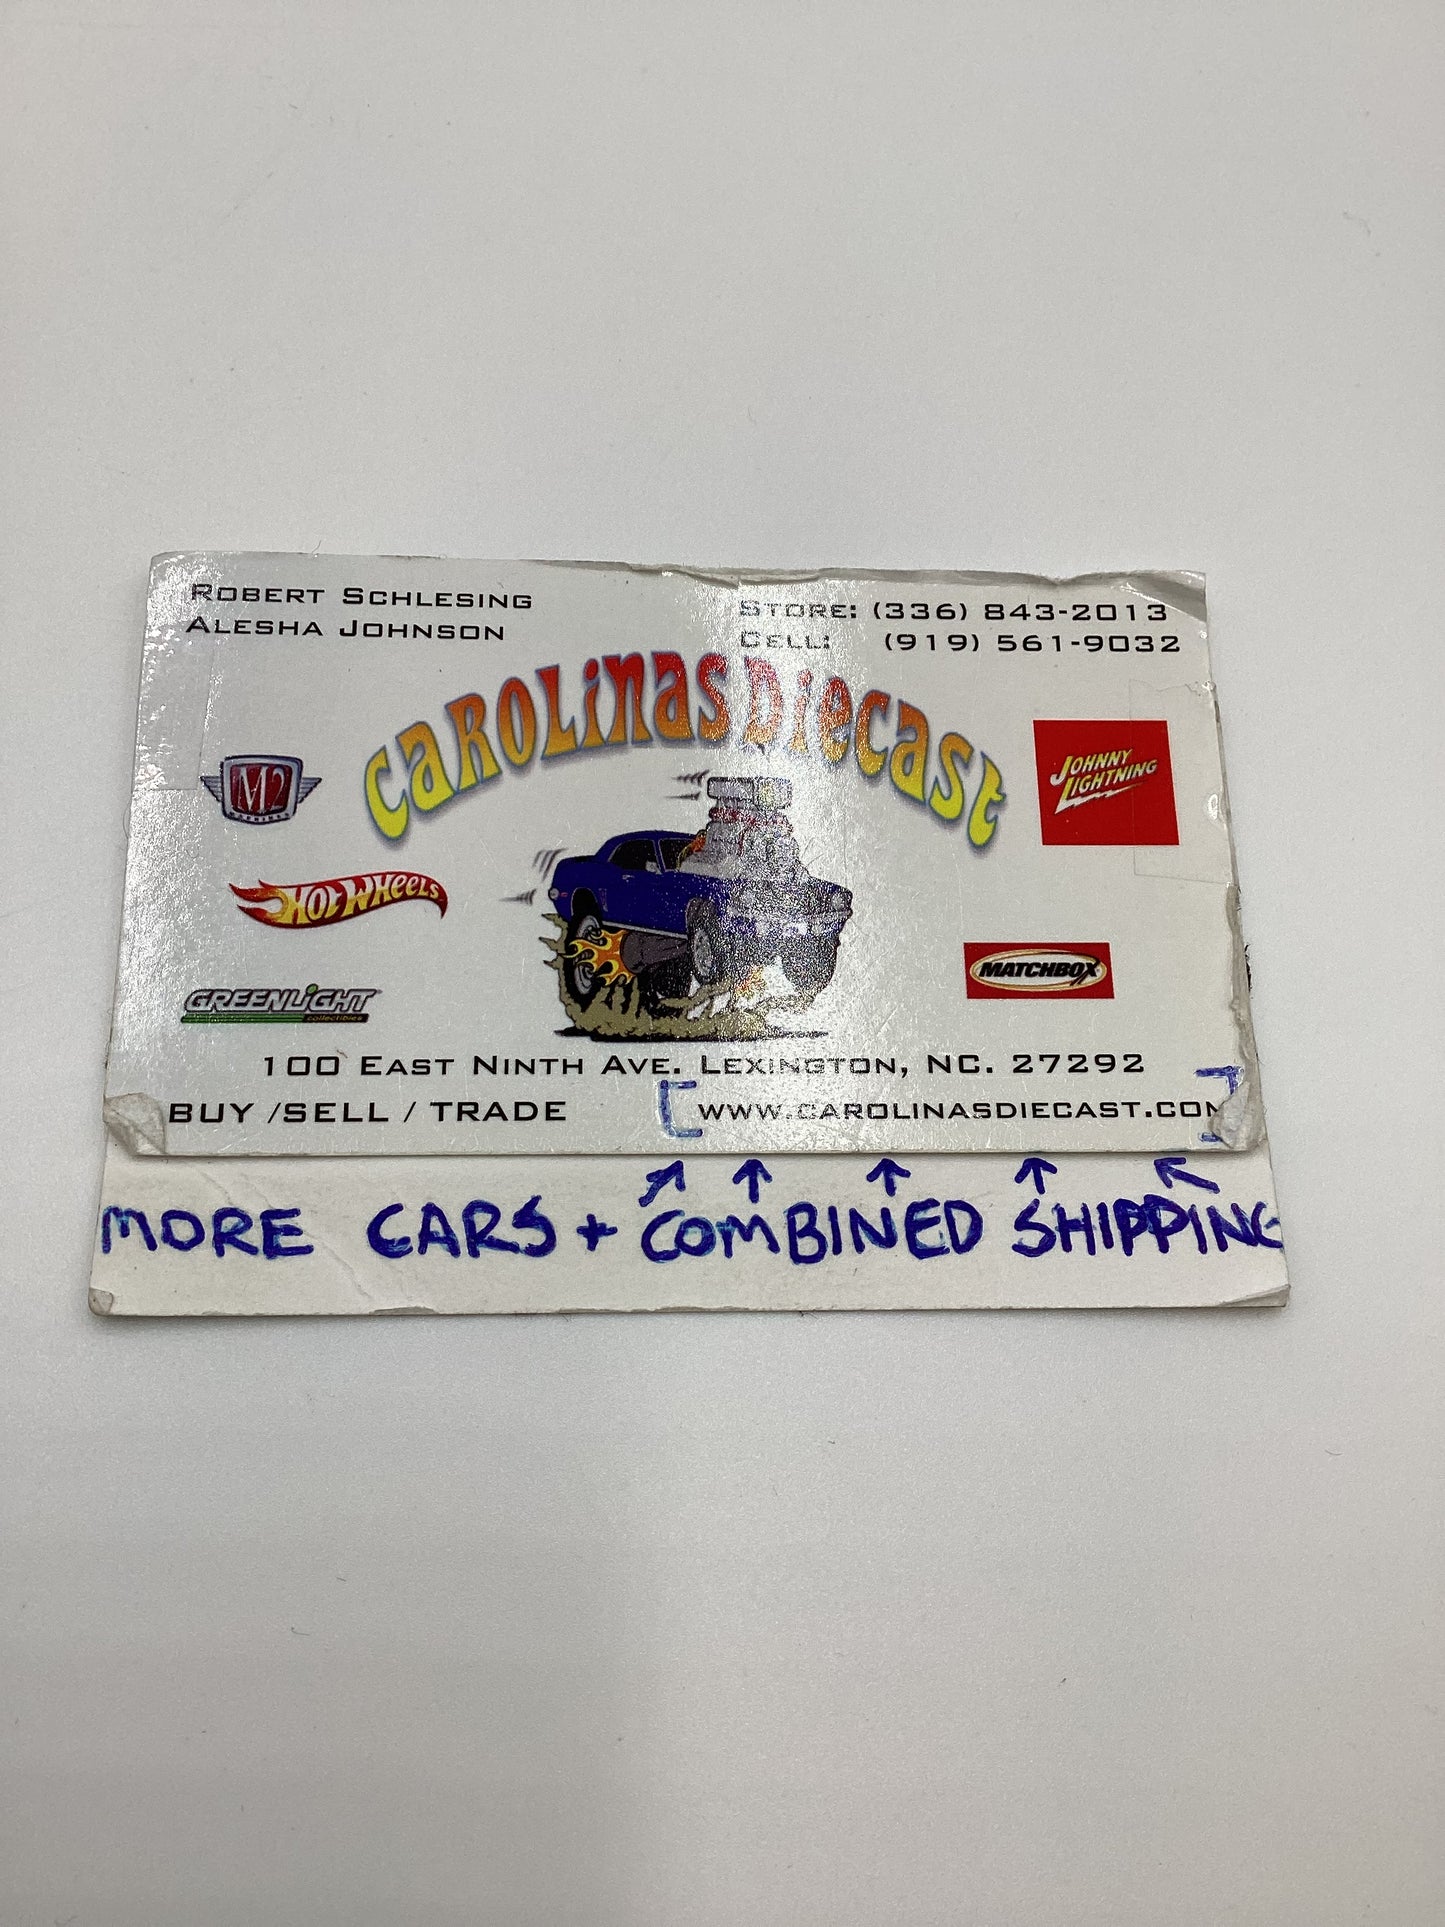 ROBERT SCHLESING
ALESHA JOHNSON
STORE: (336) 843-2013
CELL: (919) 561-9032
CAROLINAS DIECAST
M2
MACHINES
JOHNNY
LIGHTNING
HOT WHEELS
MATCHBOX
GREENLIGHT
collectibles
100 EAST NINTH AVE. LEXINGTON, NC. 27292
BUY /SELL / TRADE
[WWW.CAROLINASDIECAST.COM]
↗ ↑ ↑ ↑ ↖
MORE CARS + COMBINED SHIPPING